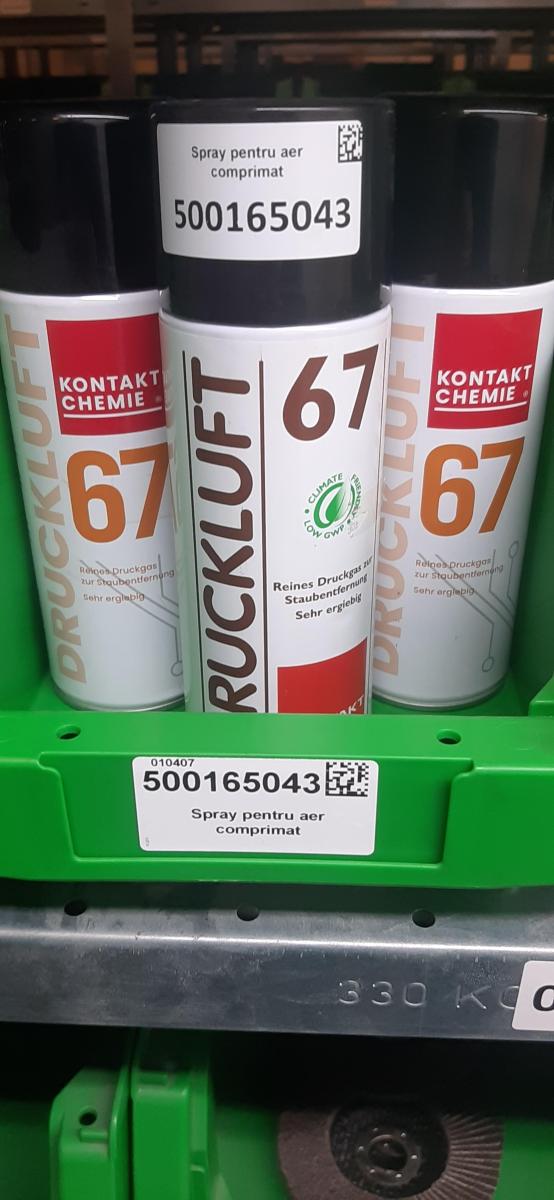 Spray pentru aer
comprimat
500165043
KONTAKT
CHEMIE ®
67
DRUCKLUFT
Reines Druckgas
zur Staubentfernung
Sehr ergiebig
67
DRUCKLUFT
CLIMATE FRIENDLY
LOW GWP
Reines Druckgas zur
Staubentfernung
Sehr ergiebig
KONTAKT
CHEMIE ®
67
DRUCKLUFT
Reines Druckgas
zur Staubentfernung
Sehr ergiebig
010407
500165043
Spray pentru aer
comprimat
330 KG